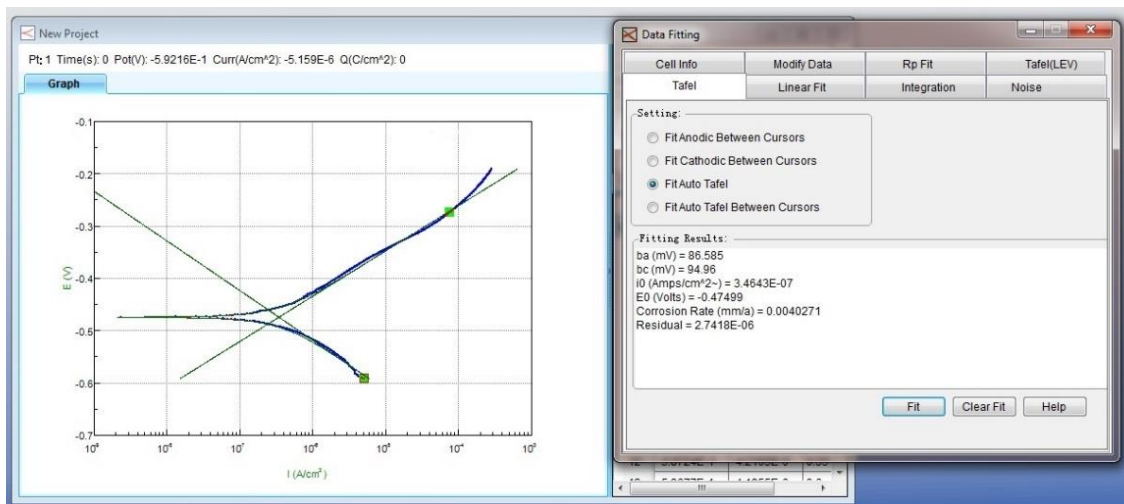 New Project
Pt: 1 Time(s): 0 Pot(V): -5.9216E-1 Curr(A/cm^2): -5.159E-6 Q(C/cm^2): 0
Graph
-0.1
-0.2
-0.3
-0.4
-0.5
-0.6
-0.7
E (V)
I (A/cm²)
Data Fitting
Cell Info Modify Data Rp Fit Tafel(LEV)
Tafel Linear Fit Integration Noise
Setting:
Fit Anodic Between Cursors
Fit Cathodic Between Cursors
Fit Auto Tafel
Fit Auto Tafel Between Cursors
Fitting Results:
ba (mV) = 86.585
bc (mV) = 94.96
i0 (Amps/cm^2~) = 3.4643E-07
E0 (Volts) = -0.47499
Corrosion Rate (mm/a) = 0.0040271
Residual = 2.7418E-06
Fit Clear Fit Help